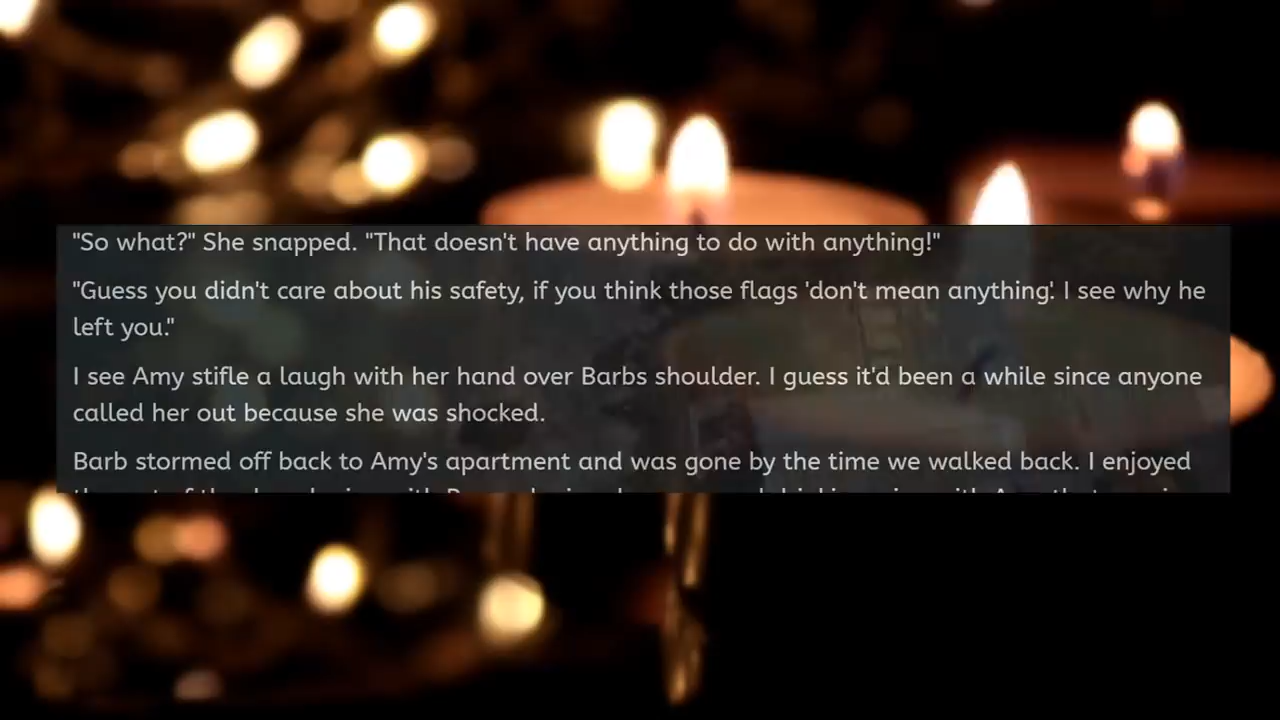 "So what?" She snapped. "That doesn't have anything to do with anything!"
"Guess you didn't care about his safety, if you think those flags 'don't mean anything'. I see why he
left you."
I see Amy stifle a laugh with her hand over Barbs shoulder. I guess it'd been a while since anyone
called her out because she was shocked.
Barb stormed off back to Amy's apartment and was gone by the time we walked back. I enjoyed